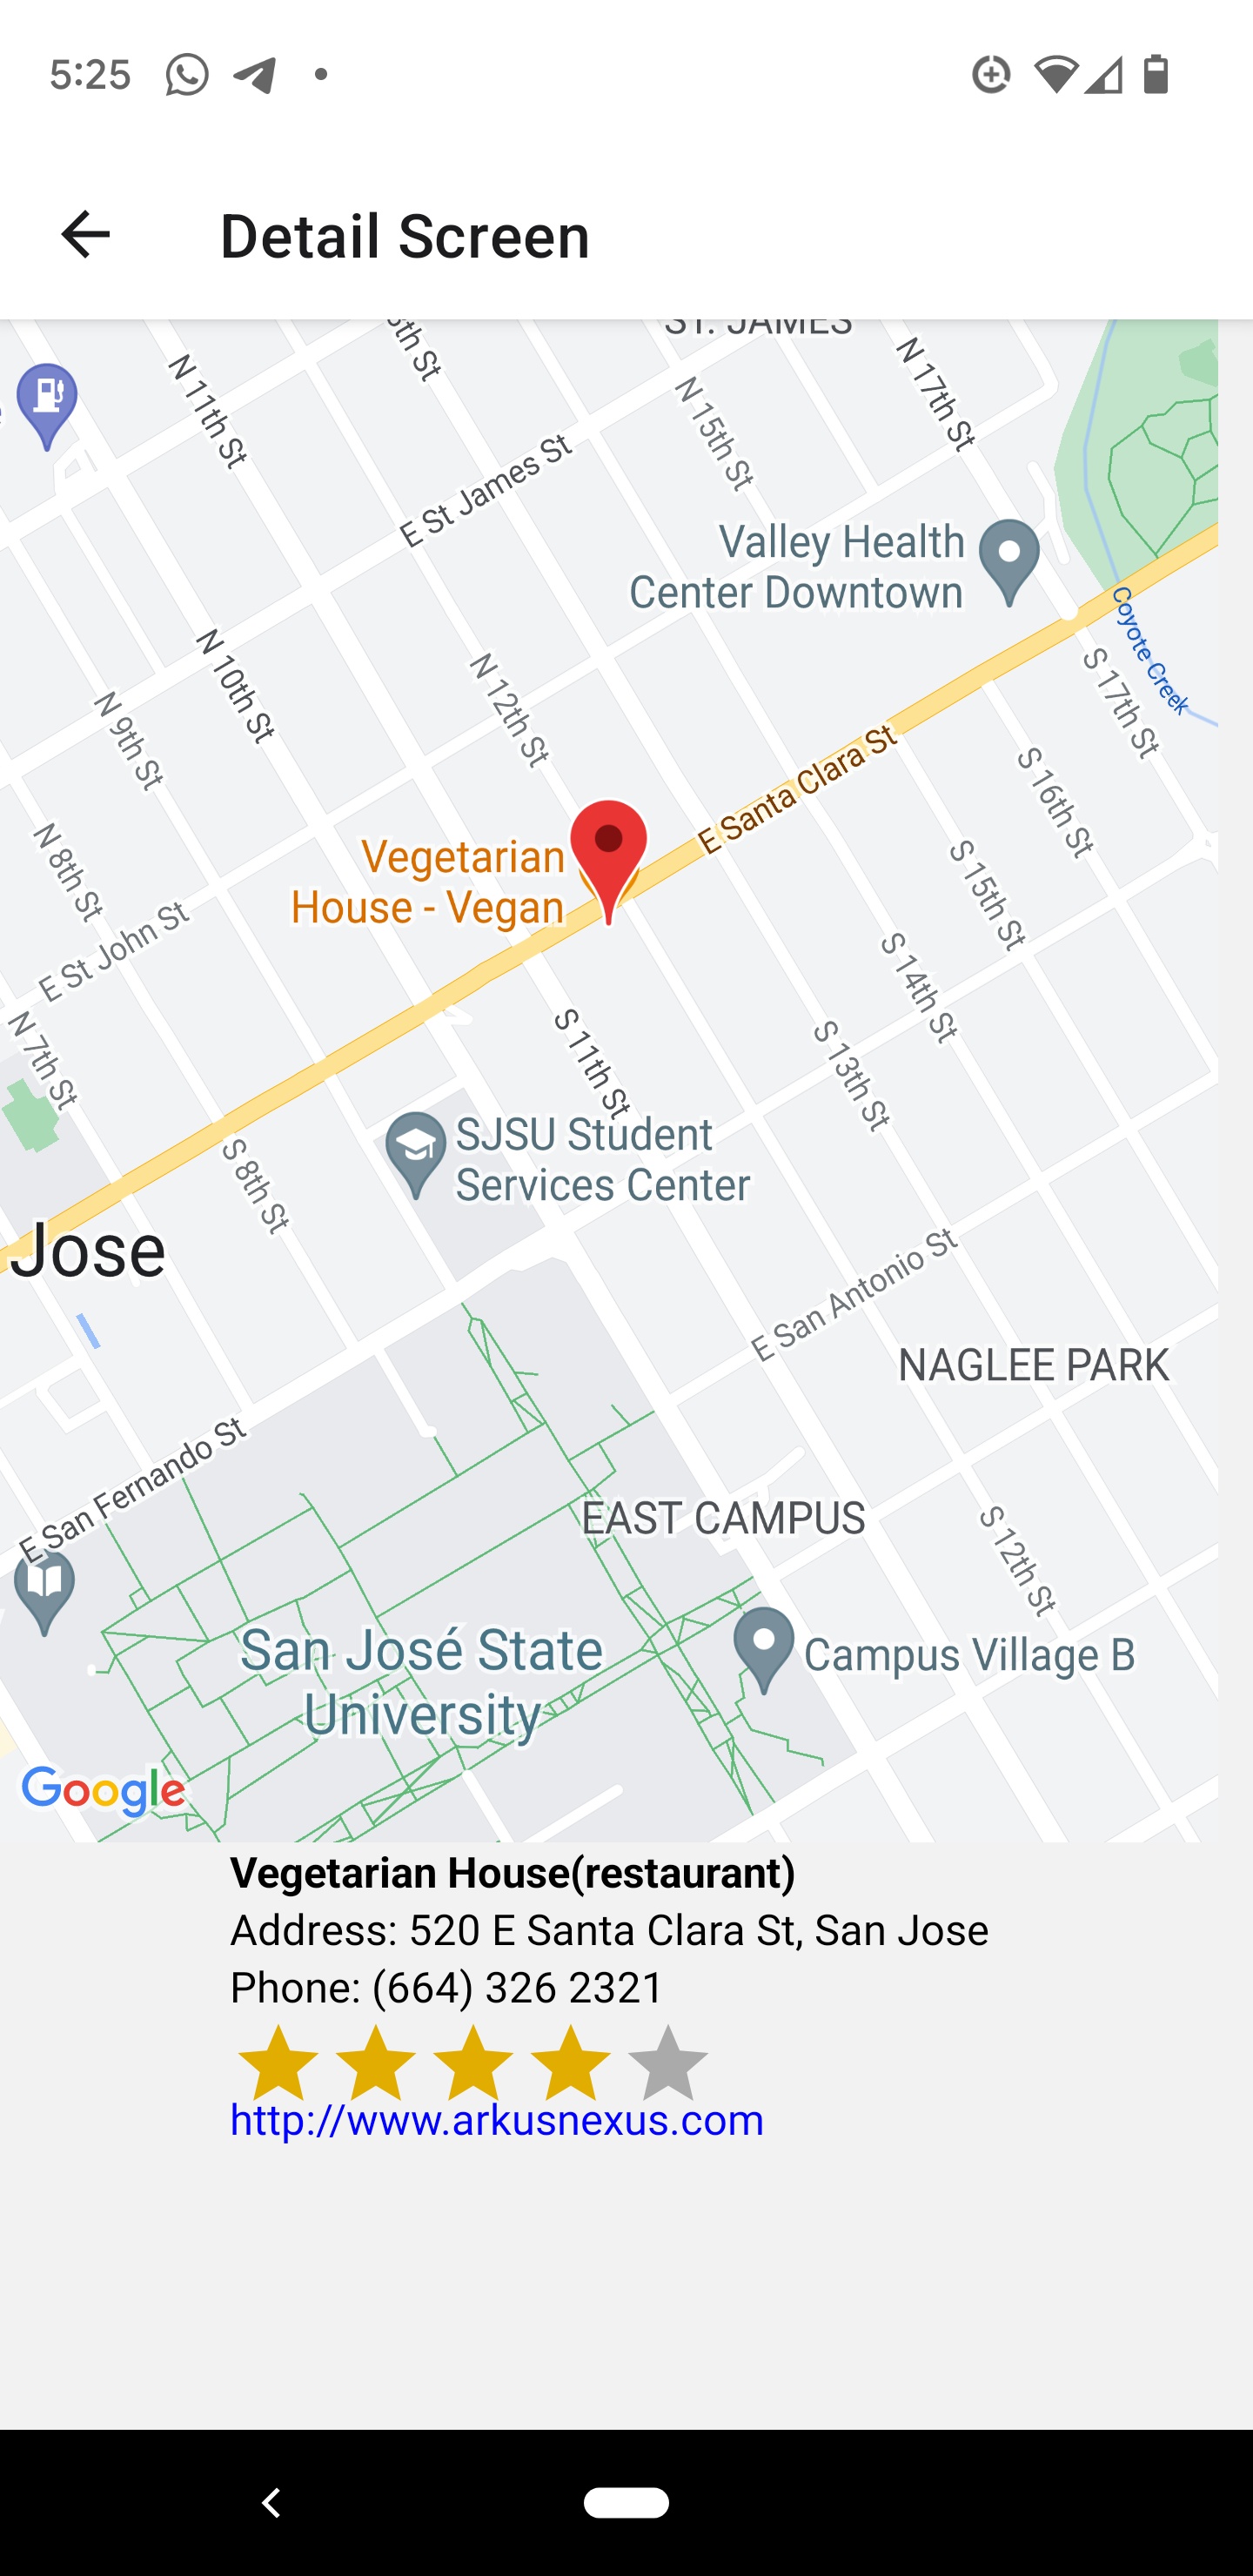 5:25
Detail Screen
ST. JAMES
N 11th St
N 15th St
N 17th St
E St James St
Valley Health
Center Downtown
Coyote Creek
N 10th St
N 12th St
S 17th St
N 9th St
E Santa Clara St
S 16th St
N 8th St
Vegetarian
House - Vegan
S 15th St
E St John St
S 14th St
N 7th St
S 11th St
S 13th St
SJSU Student
Services Center
S 8th St
Jose
E San Antonio St
NAGLEE PARK
E San Fernando St
EAST CAMPUS
S 12th St
San José State
University
Campus Village B
Google
Vegetarian House(restaurant)
Address: 520 E Santa Clara St, San Jose
Phone: (664) 326 2321
http://www.arkusnexus.com